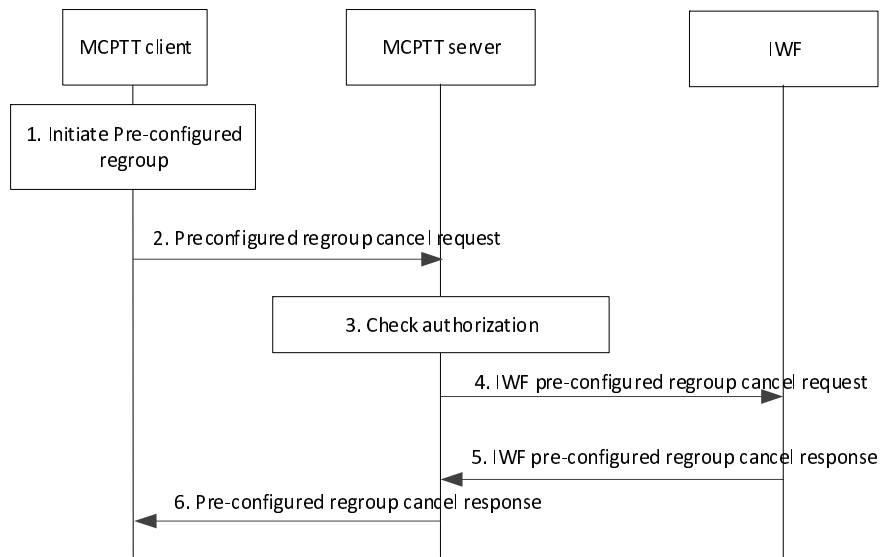 MCPTT client
MCPTT server
IWF
1. Initiate Pre-configured
regroup
2. Preconfigured regroup cancel request
3. Check authorization
4. IWF pre-configured regroup cancel request
5. IWF pre-configured regroup cancel response
6. Pre-configured regroup cancel response